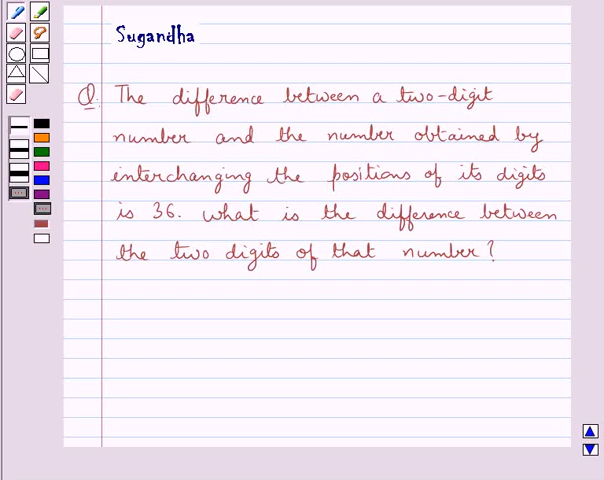 Sugandha
Q. The difference between a two-digit
number and the number obtained by
interchanging the positions of its digits
is 36. What is the difference between
the two digits of that number?